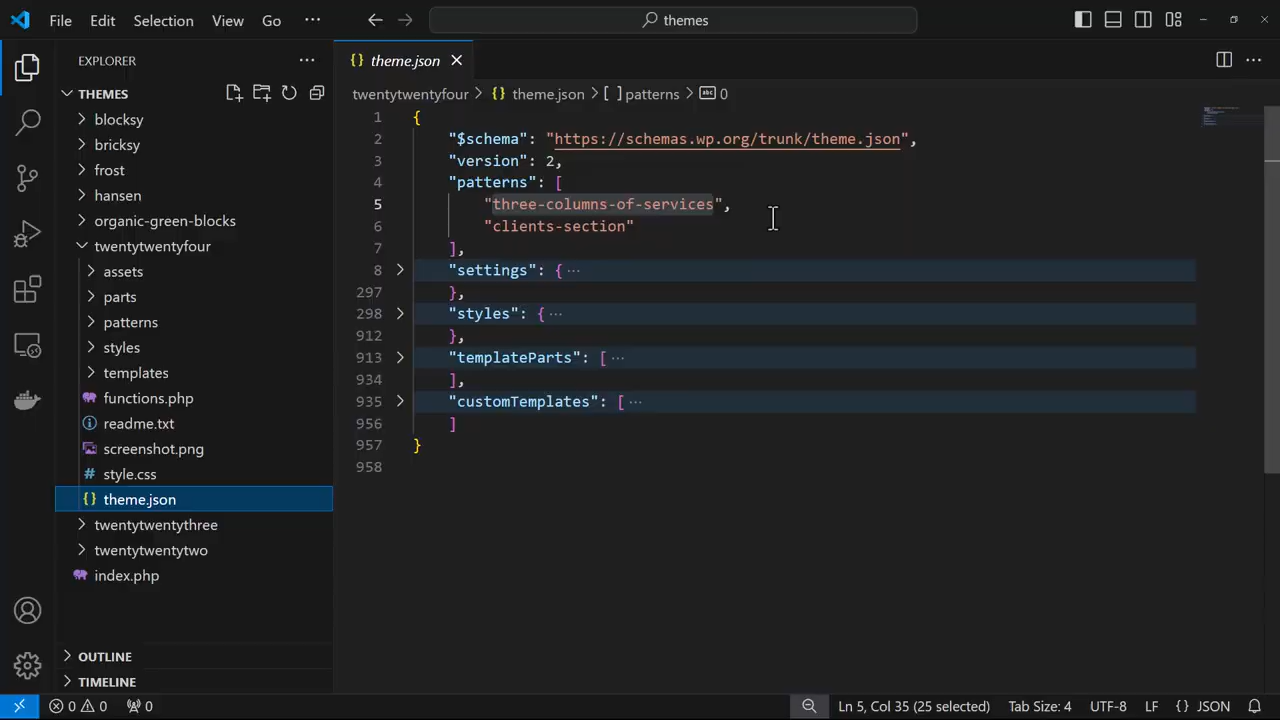 File Edit Selection View Go ··· themes
EXPLORER ···
THEMES
blocksy
bricksy
frost
hansen
organic-green-blocks
twentytwentyfour
assets
parts
patterns
styles
templates
functions.php
readme.txt
screenshot.png
# style.css
{} theme.json
twentytwentythree
twentytwentytwo
index.php
OUTLINE
TIMELINE
{} theme.json
twentytwentyfour > {} theme.json > [ ] patterns > abc 0
1 {
2 "$schema": "https://schemas.wp.org/trunk/theme.json",
3 "version": 2,
4 "patterns": [
5 "three-columns-of-services",
6 "clients-section"
7 ],
8 > "settings": { ···
297 },
298 > "styles": { ···
912 },
913 > "templateParts": [ ···
934 ],
935 > "customTemplates": [ ···
956 ]
957 }
958
0 0 0 Ln 5, Col 35 (25 selected) Tab Size: 4 UTF-8 LF {} JSON